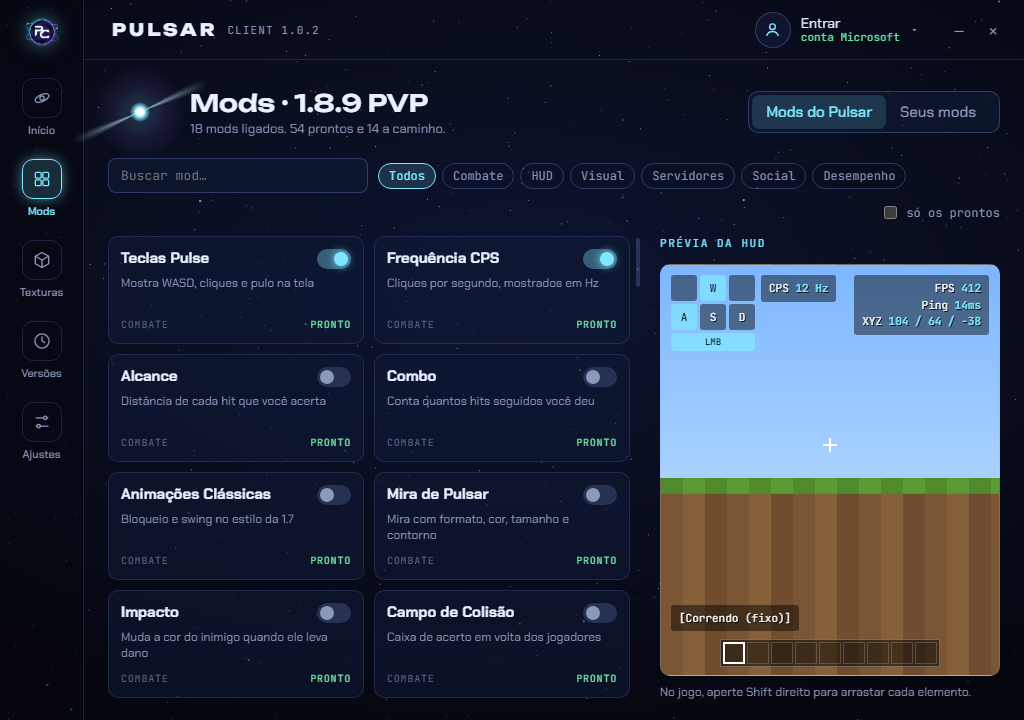 PC
PULSAR CLIENT 1.0.2
Entrar
conta Microsoft
Início
Mods
Texturas
Versões
Ajustes
Mods · 1.8.9 PVP
18 mods ligados. 54 prontos e 14 a caminho.
Mods do Pulsar
Seus mods
Buscar mod…
Todos
Combate
HUD
Visual
Servidores
Social
Desempenho
só os prontos
Teclas Pulse
Mostra WASD, cliques e pulo na tela
COMBATE
PRONTO
Frequência CPS
Cliques por segundo, mostrados em Hz
COMBATE
PRONTO
Alcance
Distância de cada hit que você acerta
COMBATE
PRONTO
Combo
Conta quantos hits seguidos você deu
COMBATE
PRONTO
Animações Clássicas
Bloqueio e swing no estilo da 1.7
COMBATE
PRONTO
Mira de Pulsar
Mira com formato, cor, tamanho e
contorno
COMBATE
PRONTO
Impacto
Muda a cor do inimigo quando ele leva
dano
COMBATE
PRONTO
Campo de Colisão
Caixa de acerto em volta dos jogadores
COMBATE
PRONTO
PRÉVIA DA HUD
W
A S D
LMB
CPS 12 Hz
FPS 412
Ping 14ms
XYZ 104 / 64 / -38
[Correndo (fixo)]
No jogo, aperte Shift direito para arrastar cada elemento.